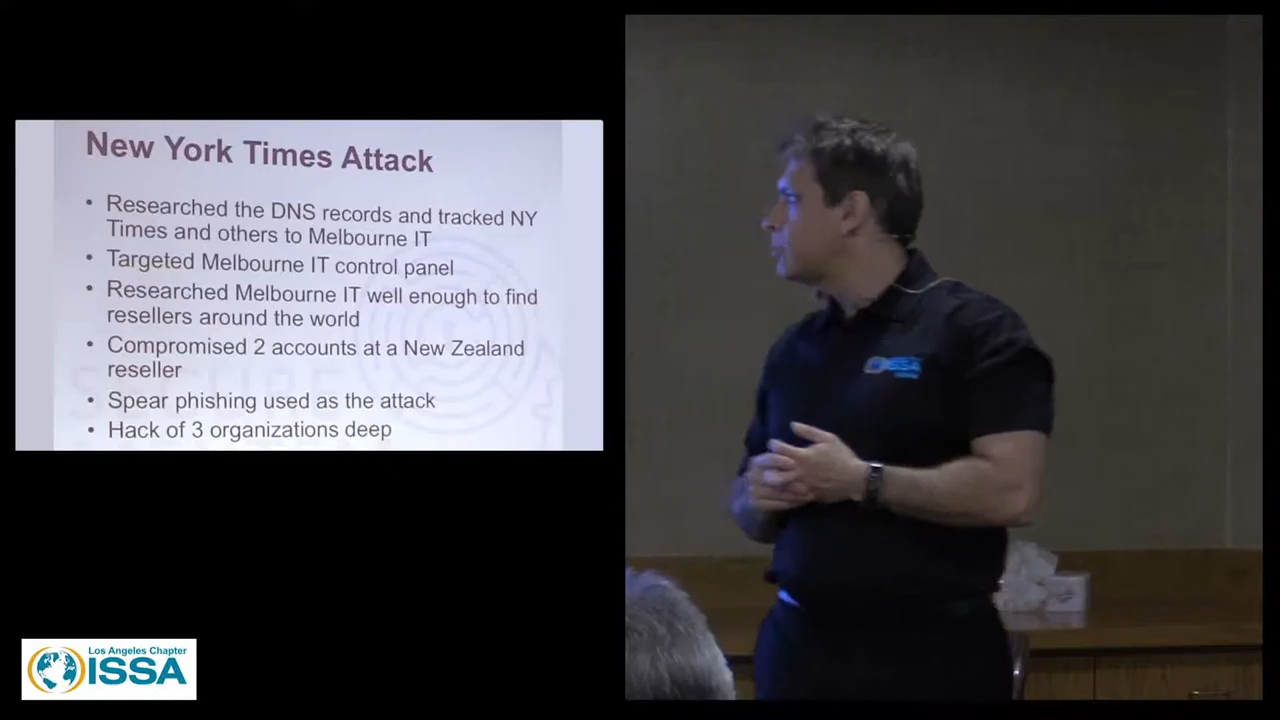 New York Times Attack
• Researched the DNS records and tracked NY
Times and others to Melbourne IT
• Targeted Melbourne IT control panel
• Researched Melbourne IT well enough to find
resellers around the world
• Compromised 2 accounts at a New Zealand
reseller
• Spear phishing used as the attack
• Hack of 3 organizations deep
ISSA
Los Angeles Chapter
ISSA